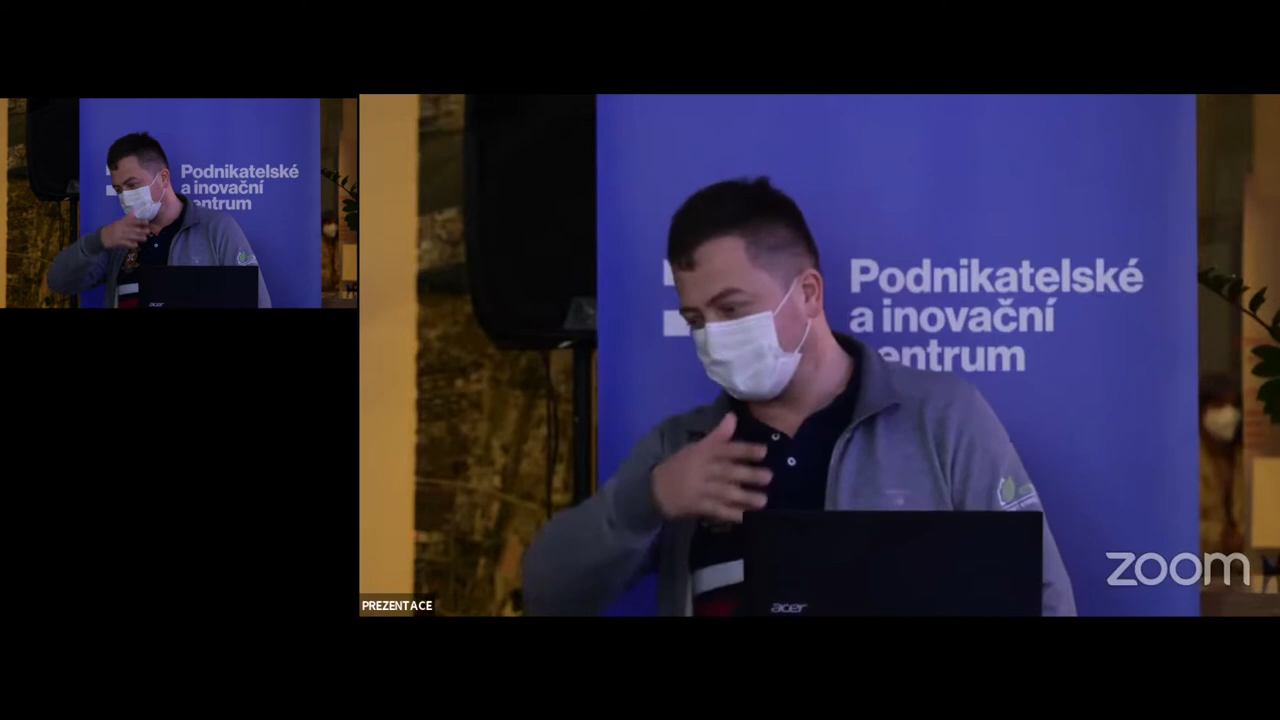 Podnikatelské
a inovační
entrum
acer
Podnikatelské
a inovační
entrum
acer
PREZENTACE
zoom